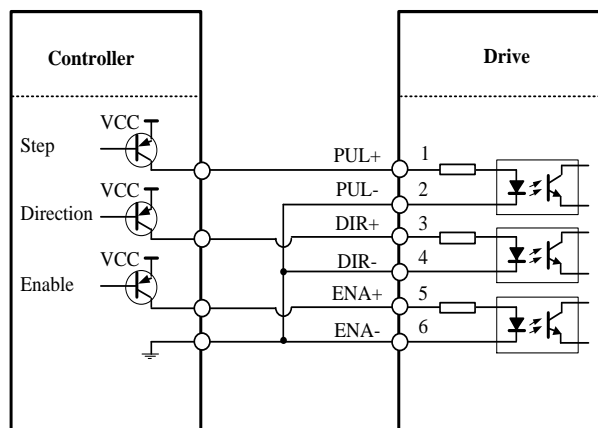 Controller
Drive
VCC
Step
PUL+ 1
PUL- 2
VCC
Direction
DIR+ 3
DIR- 4
VCC
Enable
ENA+ 5
ENA- 6